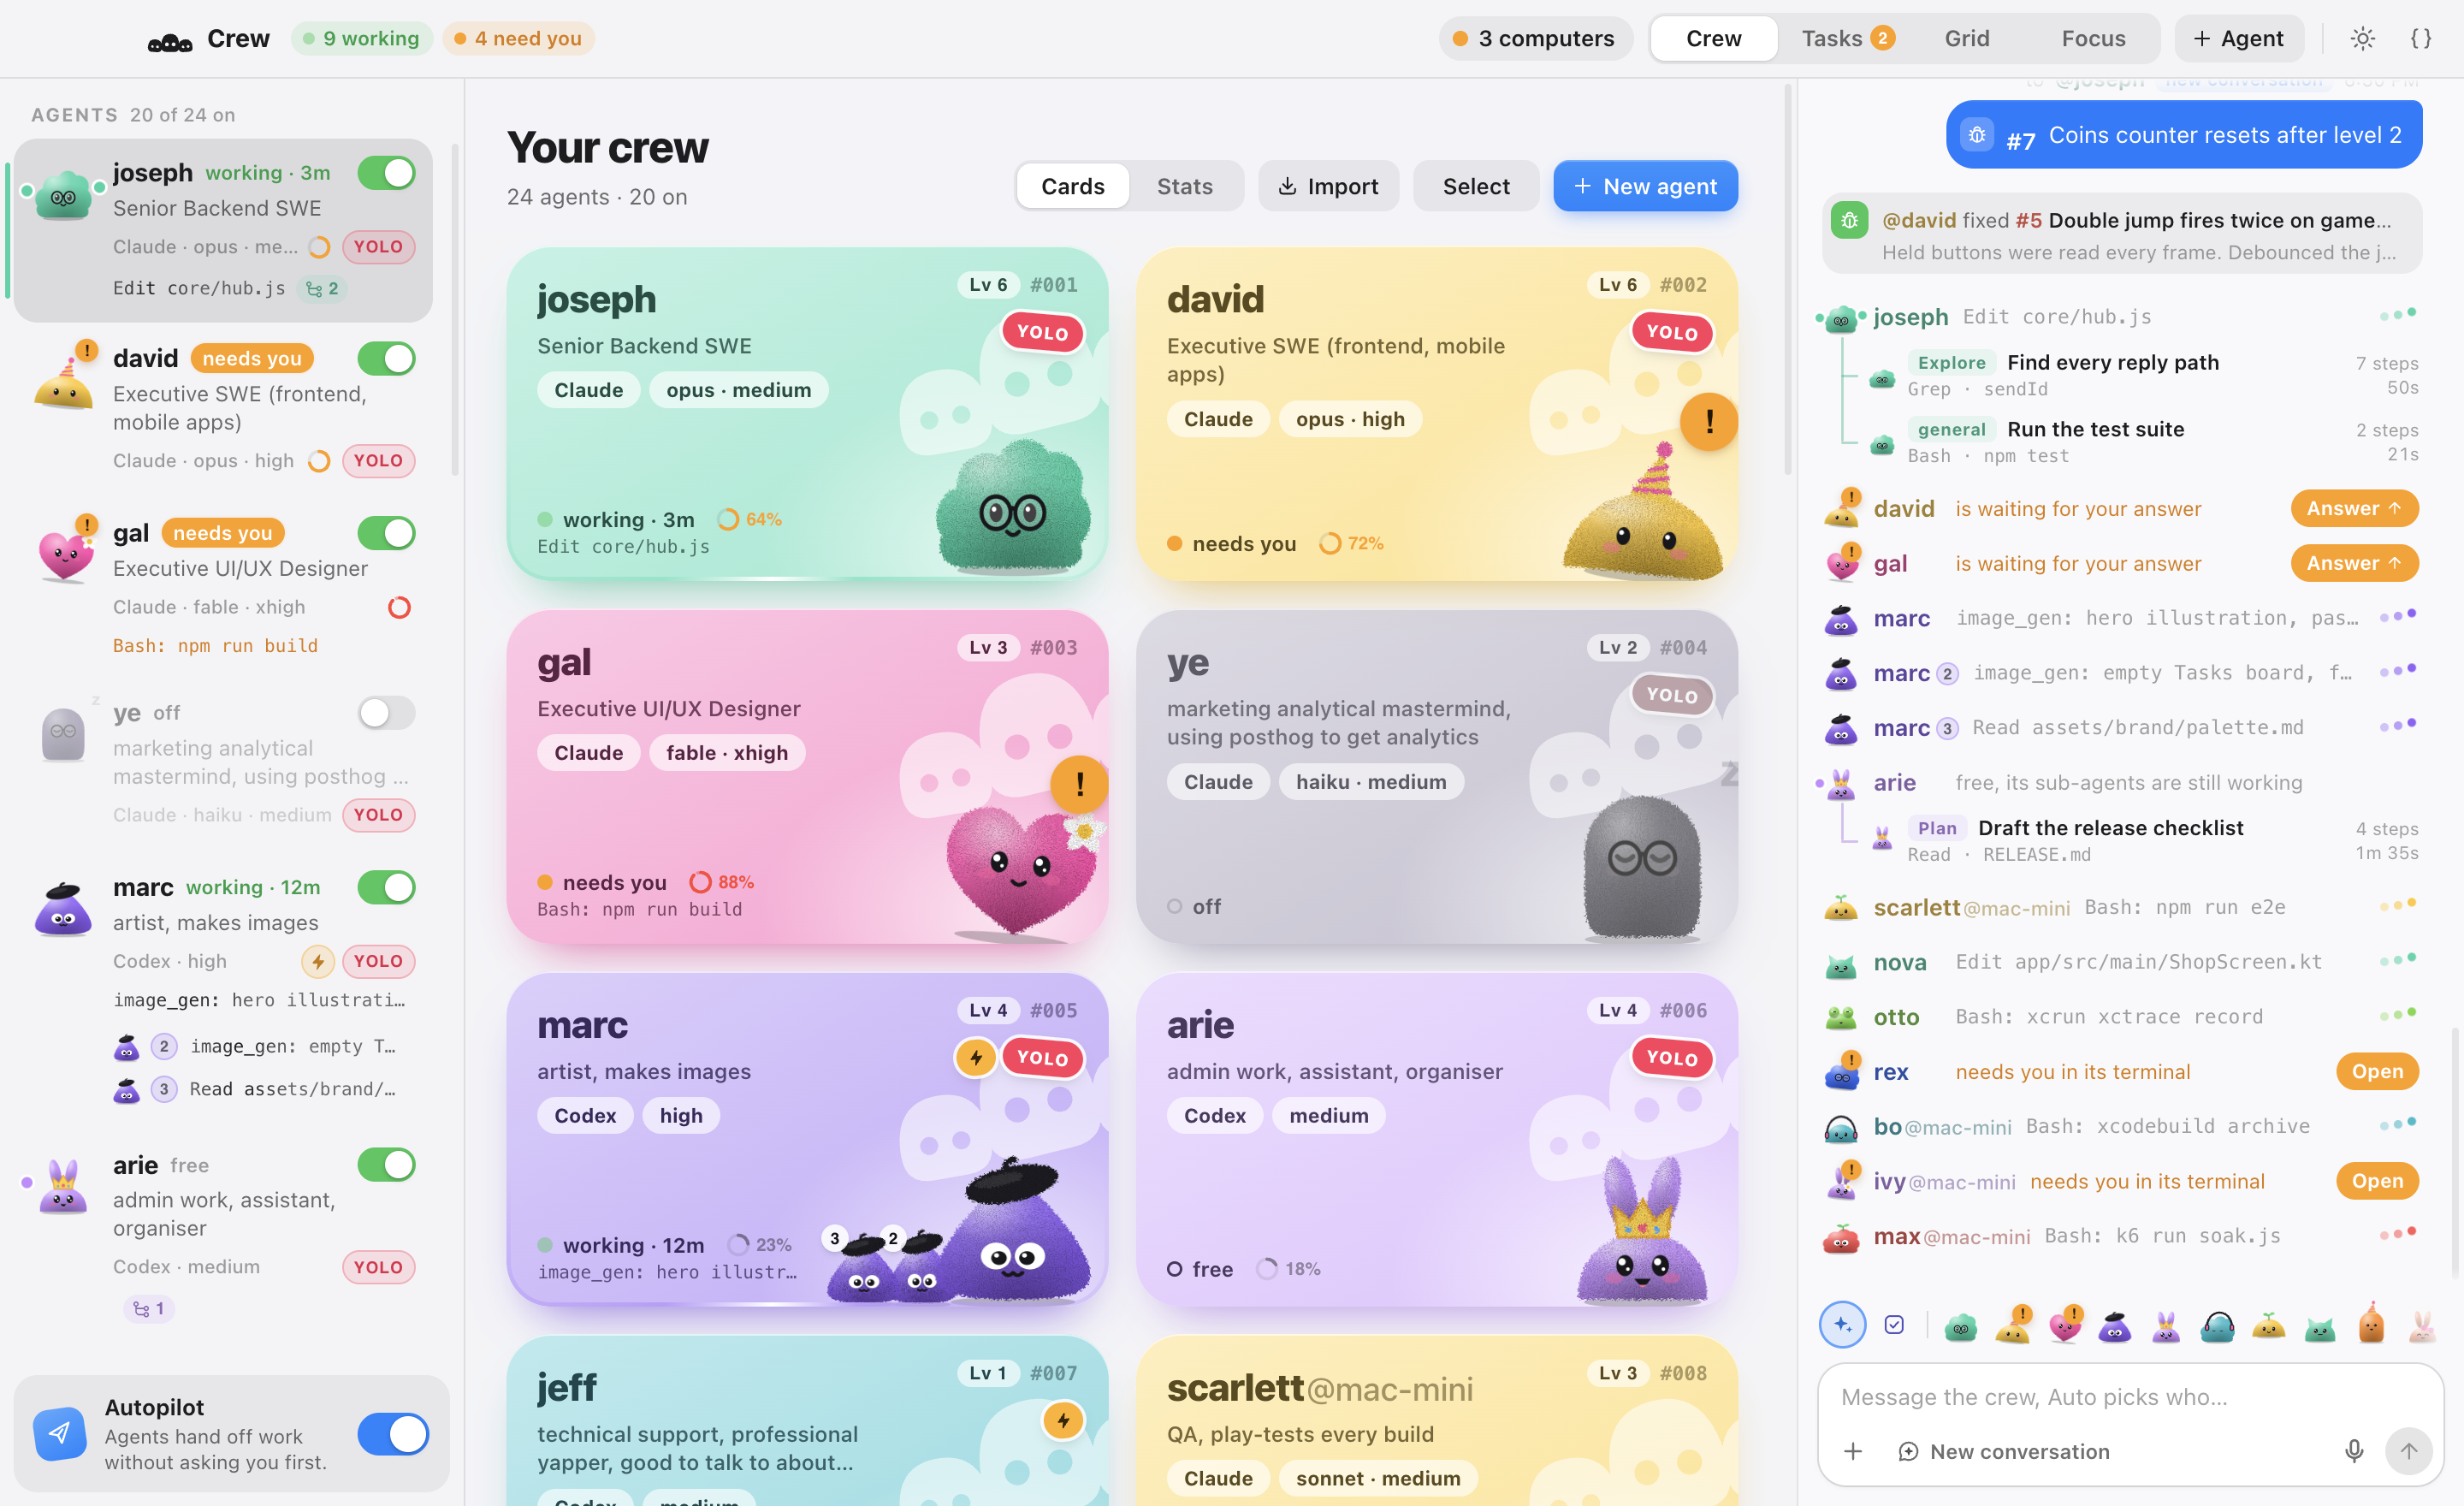 Crew
9 working
4 need you
3 computers
Crew
Tasks 2
Grid
Focus
+ Agent
{}
AGENTS 20 of 24 on
joseph working · 3m
Senior Backend SWE
Claude · opus · me... YOLO
Edit core/hub.js 2
! david needs you
Executive SWE (frontend,
mobile apps)
Claude · opus · high YOLO
! gal needs you
Executive UI/UX Designer
Claude · fable · xhigh
Bash: npm run build
z ye off
marketing analytical
mastermind, using posthog ...
Claude · haiku · medium YOLO
marc working · 12m
artist, makes images
Codex · high YOLO
image_gen: hero illustrati...
2 image_gen: empty T...
3 Read assets/brand/...
arie free
admin work, assistant,
organiser
Codex · medium YOLO
1
Autopilot
Agents hand off work
without asking you first.
Your crew
24 agents · 20 on
Cards
Stats
Import
Select
+ New agent
joseph Lv 6 #001
YOLO
Senior Backend SWE
Claude opus · medium
working · 3m 64%
Edit core/hub.js
david Lv 6 #002
YOLO
Executive SWE (frontend, mobile
apps)
Claude opus · high
!
needs you 72%
gal Lv 3 #003
Executive UI/UX Designer
Claude fable · xhigh
!
needs you 88%
Bash: npm run build
ye Lv 2 #004
YOLO
marketing analytical mastermind,
using posthog to get analytics
Claude haiku · medium
z
off
marc Lv 4 #005
YOLO
artist, makes images
Codex high
working · 12m 23% 3 2
image_gen: hero illustr...
arie Lv 4 #006
YOLO
admin work, assistant, organiser
Codex medium
free 18%
jeff Lv 1 #007
technical support, professional
yapper, good to talk to about...
Codex medium
scarlett@mac-mini Lv 3 #008
QA, play-tests every build
Claude sonnet · medium
to @joseph new conversation
#7 Coins counter resets after level 2
@david fixed #5 Double jump fires twice on game...
Held buttons were read every frame. Debounced the j...
joseph Edit core/hub.js
Explore Find every reply path 7 steps
Grep · sendId 50s
general Run the test suite 2 steps
Bash · npm test 21s
! david is waiting for your answer Answer ↑
! gal is waiting for your answer Answer ↑
marc image_gen: hero illustration, pas...
marc 2 image_gen: empty Tasks board, f...
marc 3 Read assets/brand/palette.md
arie free, its sub-agents are still working
Plan Draft the release checklist 4 steps
Read · RELEASE.md 1m 35s
scarlett@mac-mini Bash: npm run e2e
nova Edit app/src/main/ShopScreen.kt
otto Bash: xcrun xctrace record
! rex needs you in its terminal Open
bo@mac-mini Bash: xcodebuild archive
! ivy@mac-mini needs you in its terminal Open
max@mac-mini Bash: k6 run soak.js
! !
Message the crew, Auto picks who...
+ New conversation